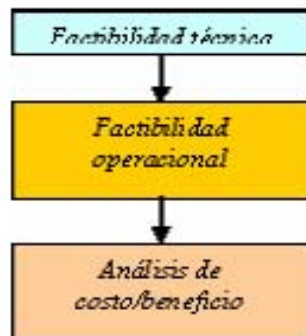 Factibilidad técnica
Factibilidad
operacional
Análisis de
costo/beneficio